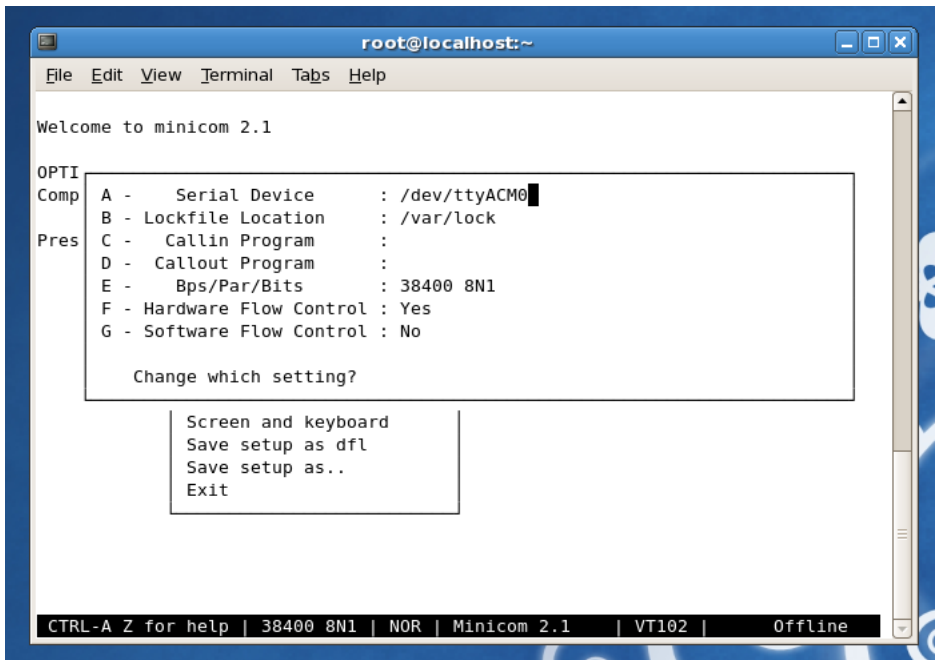 root@localhost:~
File Edit View Terminal Tabs Help
Welcome to minicom 2.1
OPTI
Comp A - Serial Device : /dev/ttyACM0
B - Lockfile Location : /var/lock
Pres C - Callin Program :
D - Callout Program :
E - Bps/Par/Bits : 38400 8N1
F - Hardware Flow Control : Yes
G - Software Flow Control : No
Change which setting?
Screen and keyboard
Save setup as dfl
Save setup as..
Exit
CTRL-A Z for help | 38400 8N1 | NOR | Minicom 2.1 | VT102 | Offline